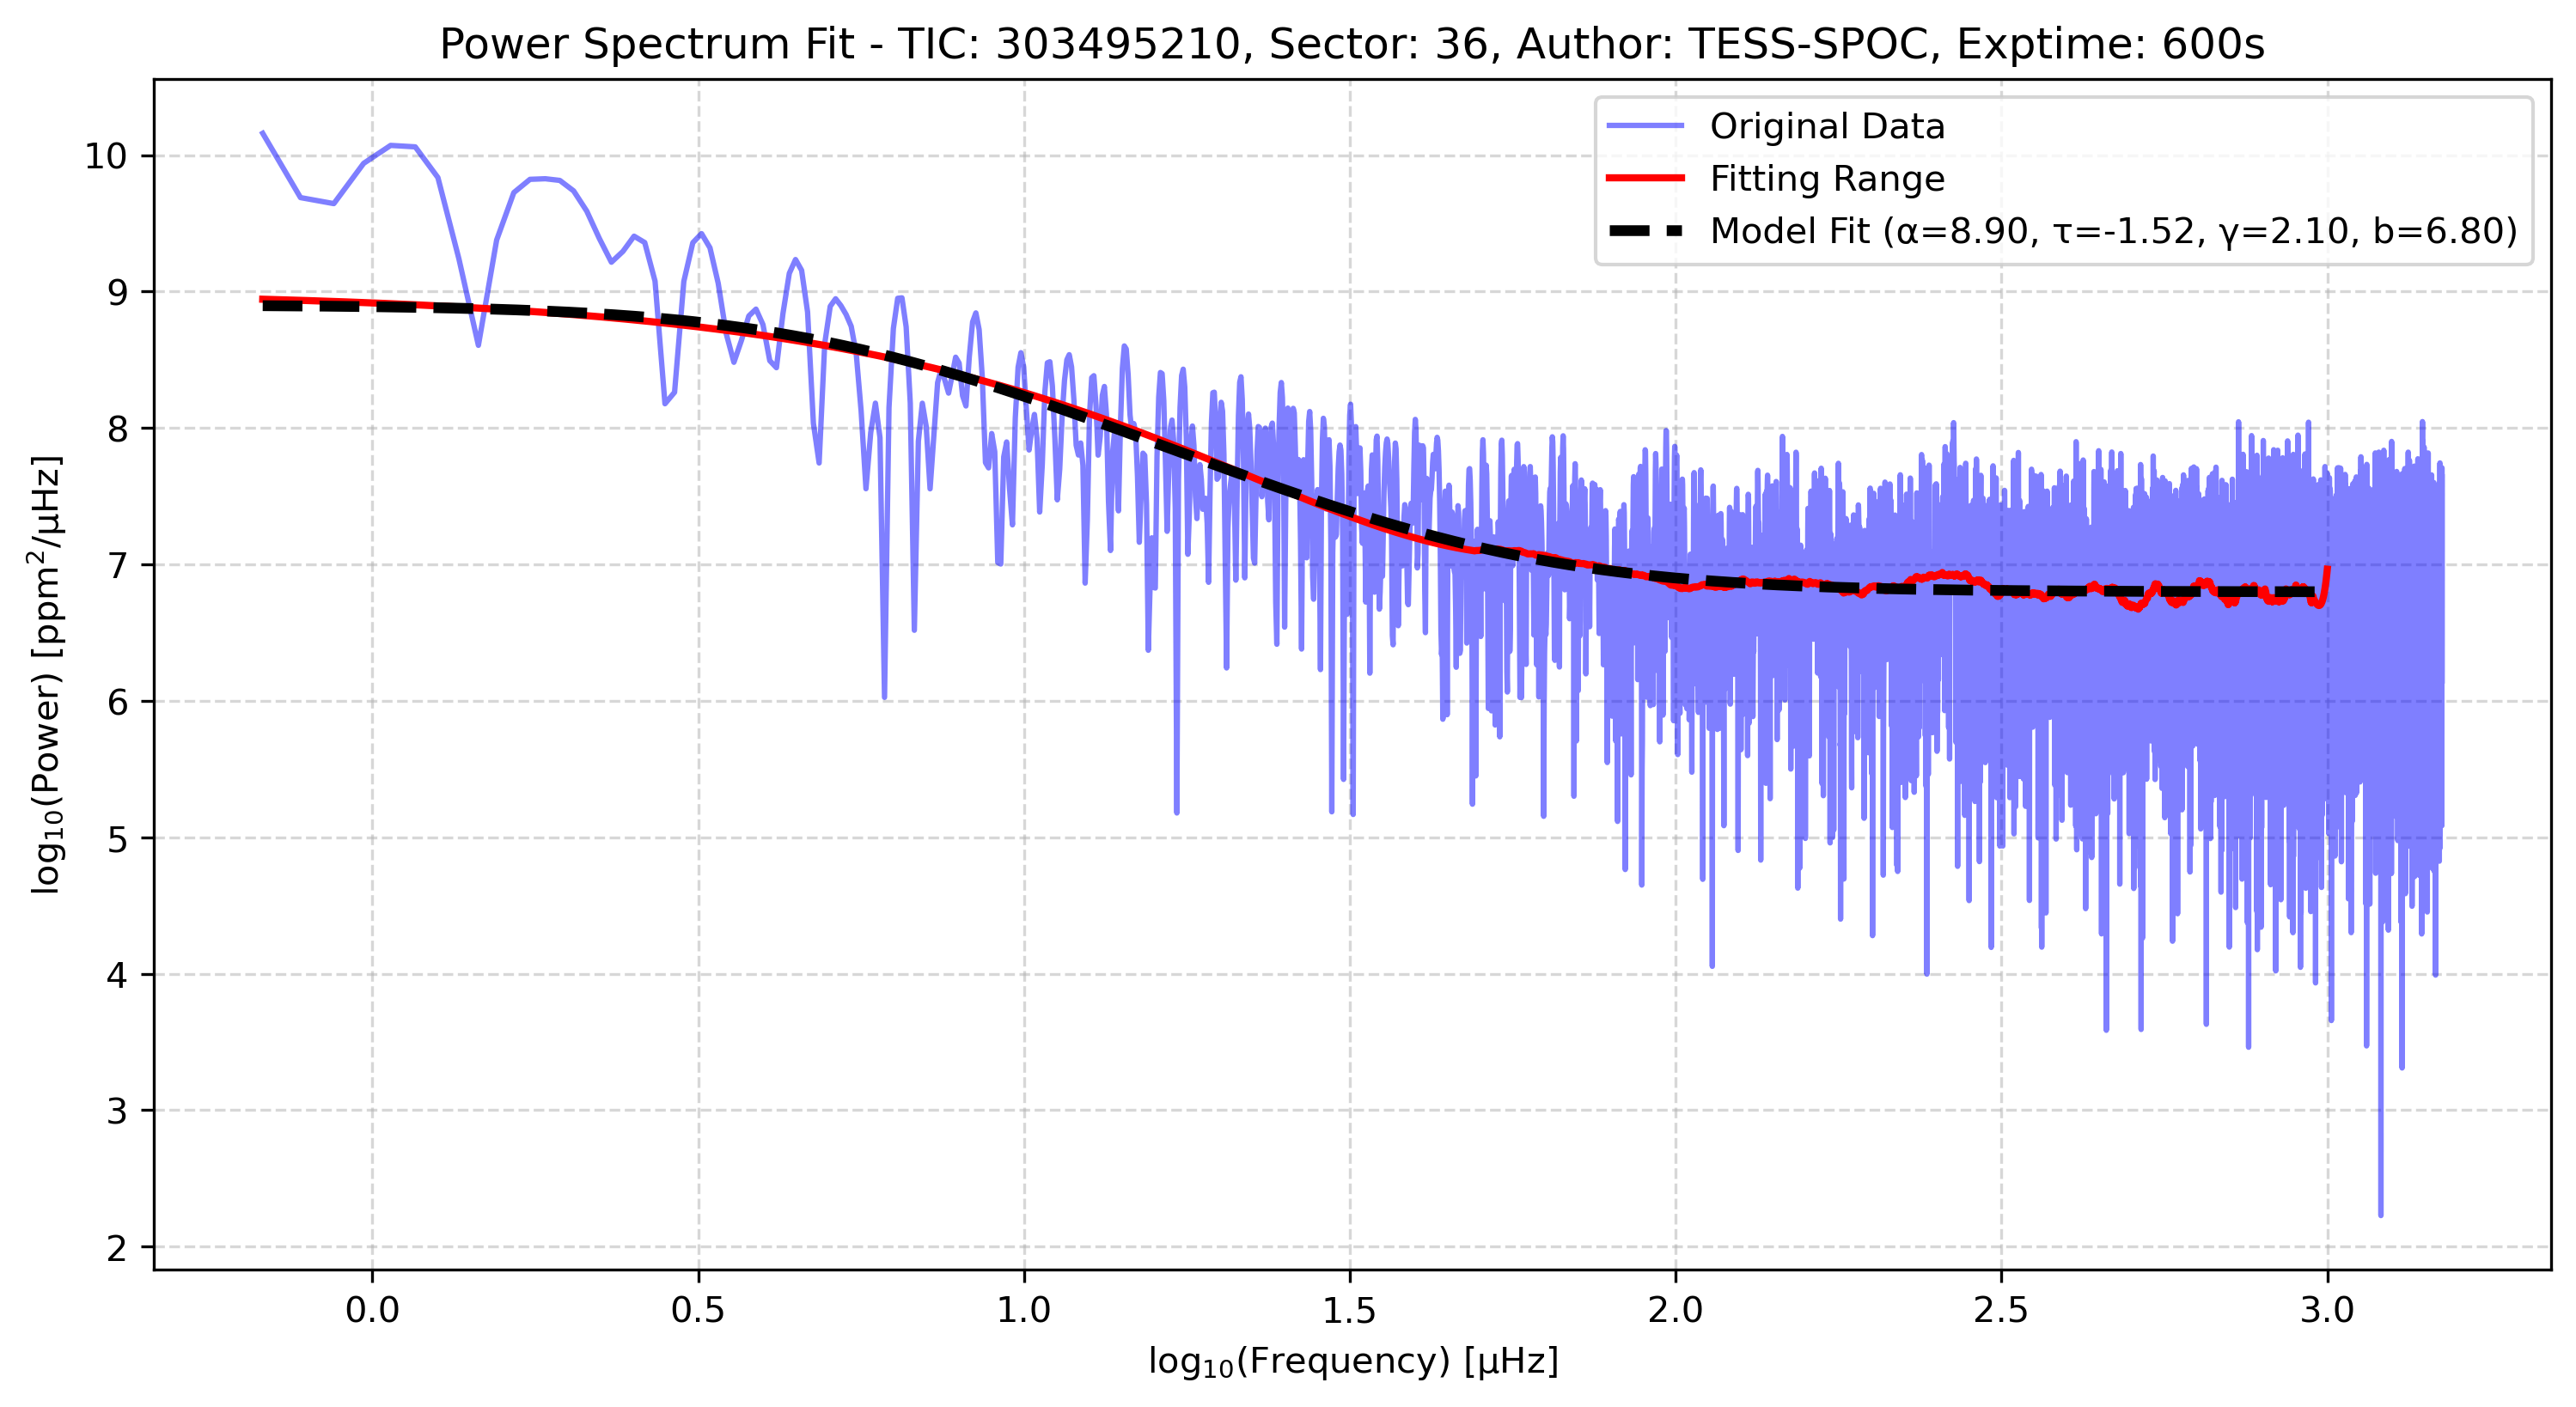 Power Spectrum Fit - TIC: 303495210, Sector: 36, Author: TESS-SPOC, Exptime: 600s
Original Data
Fitting Range
Model Fit (α=8.90, τ=-1.52, γ=2.10, b=6.80)
log₁₀(Power) [ppm²/μHz]
10
9
8
7
6
5
4
3
2
0.0 0.5 1.0 1.5 2.0 2.5 3.0
log₁₀(Frequency) [μHz]